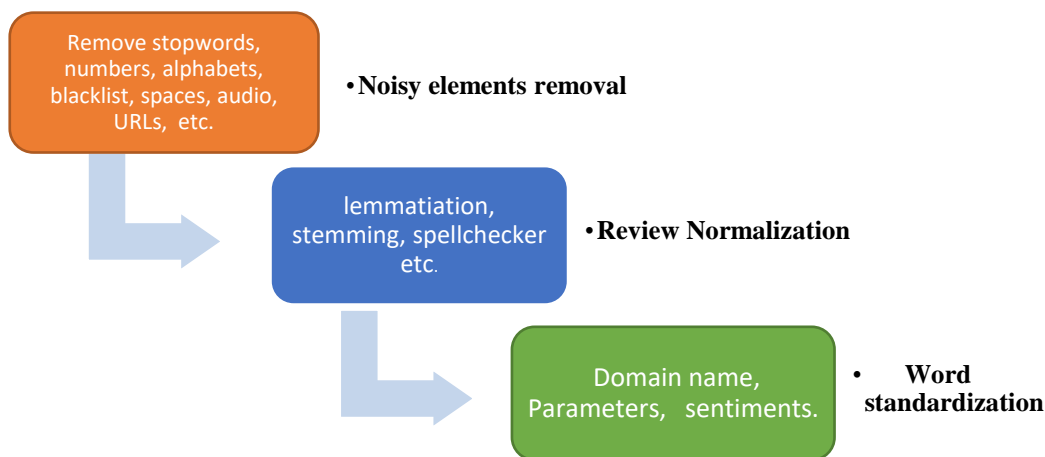 Remove stopwords,
numbers, alphabets,
blacklist, spaces, audio,
URLs, etc.
•Noisy elements removal
lemmatiation,
stemming, spellchecker
etc.
•Review Normalization
Domain name,
Parameters, sentiments.
• Word
standardization